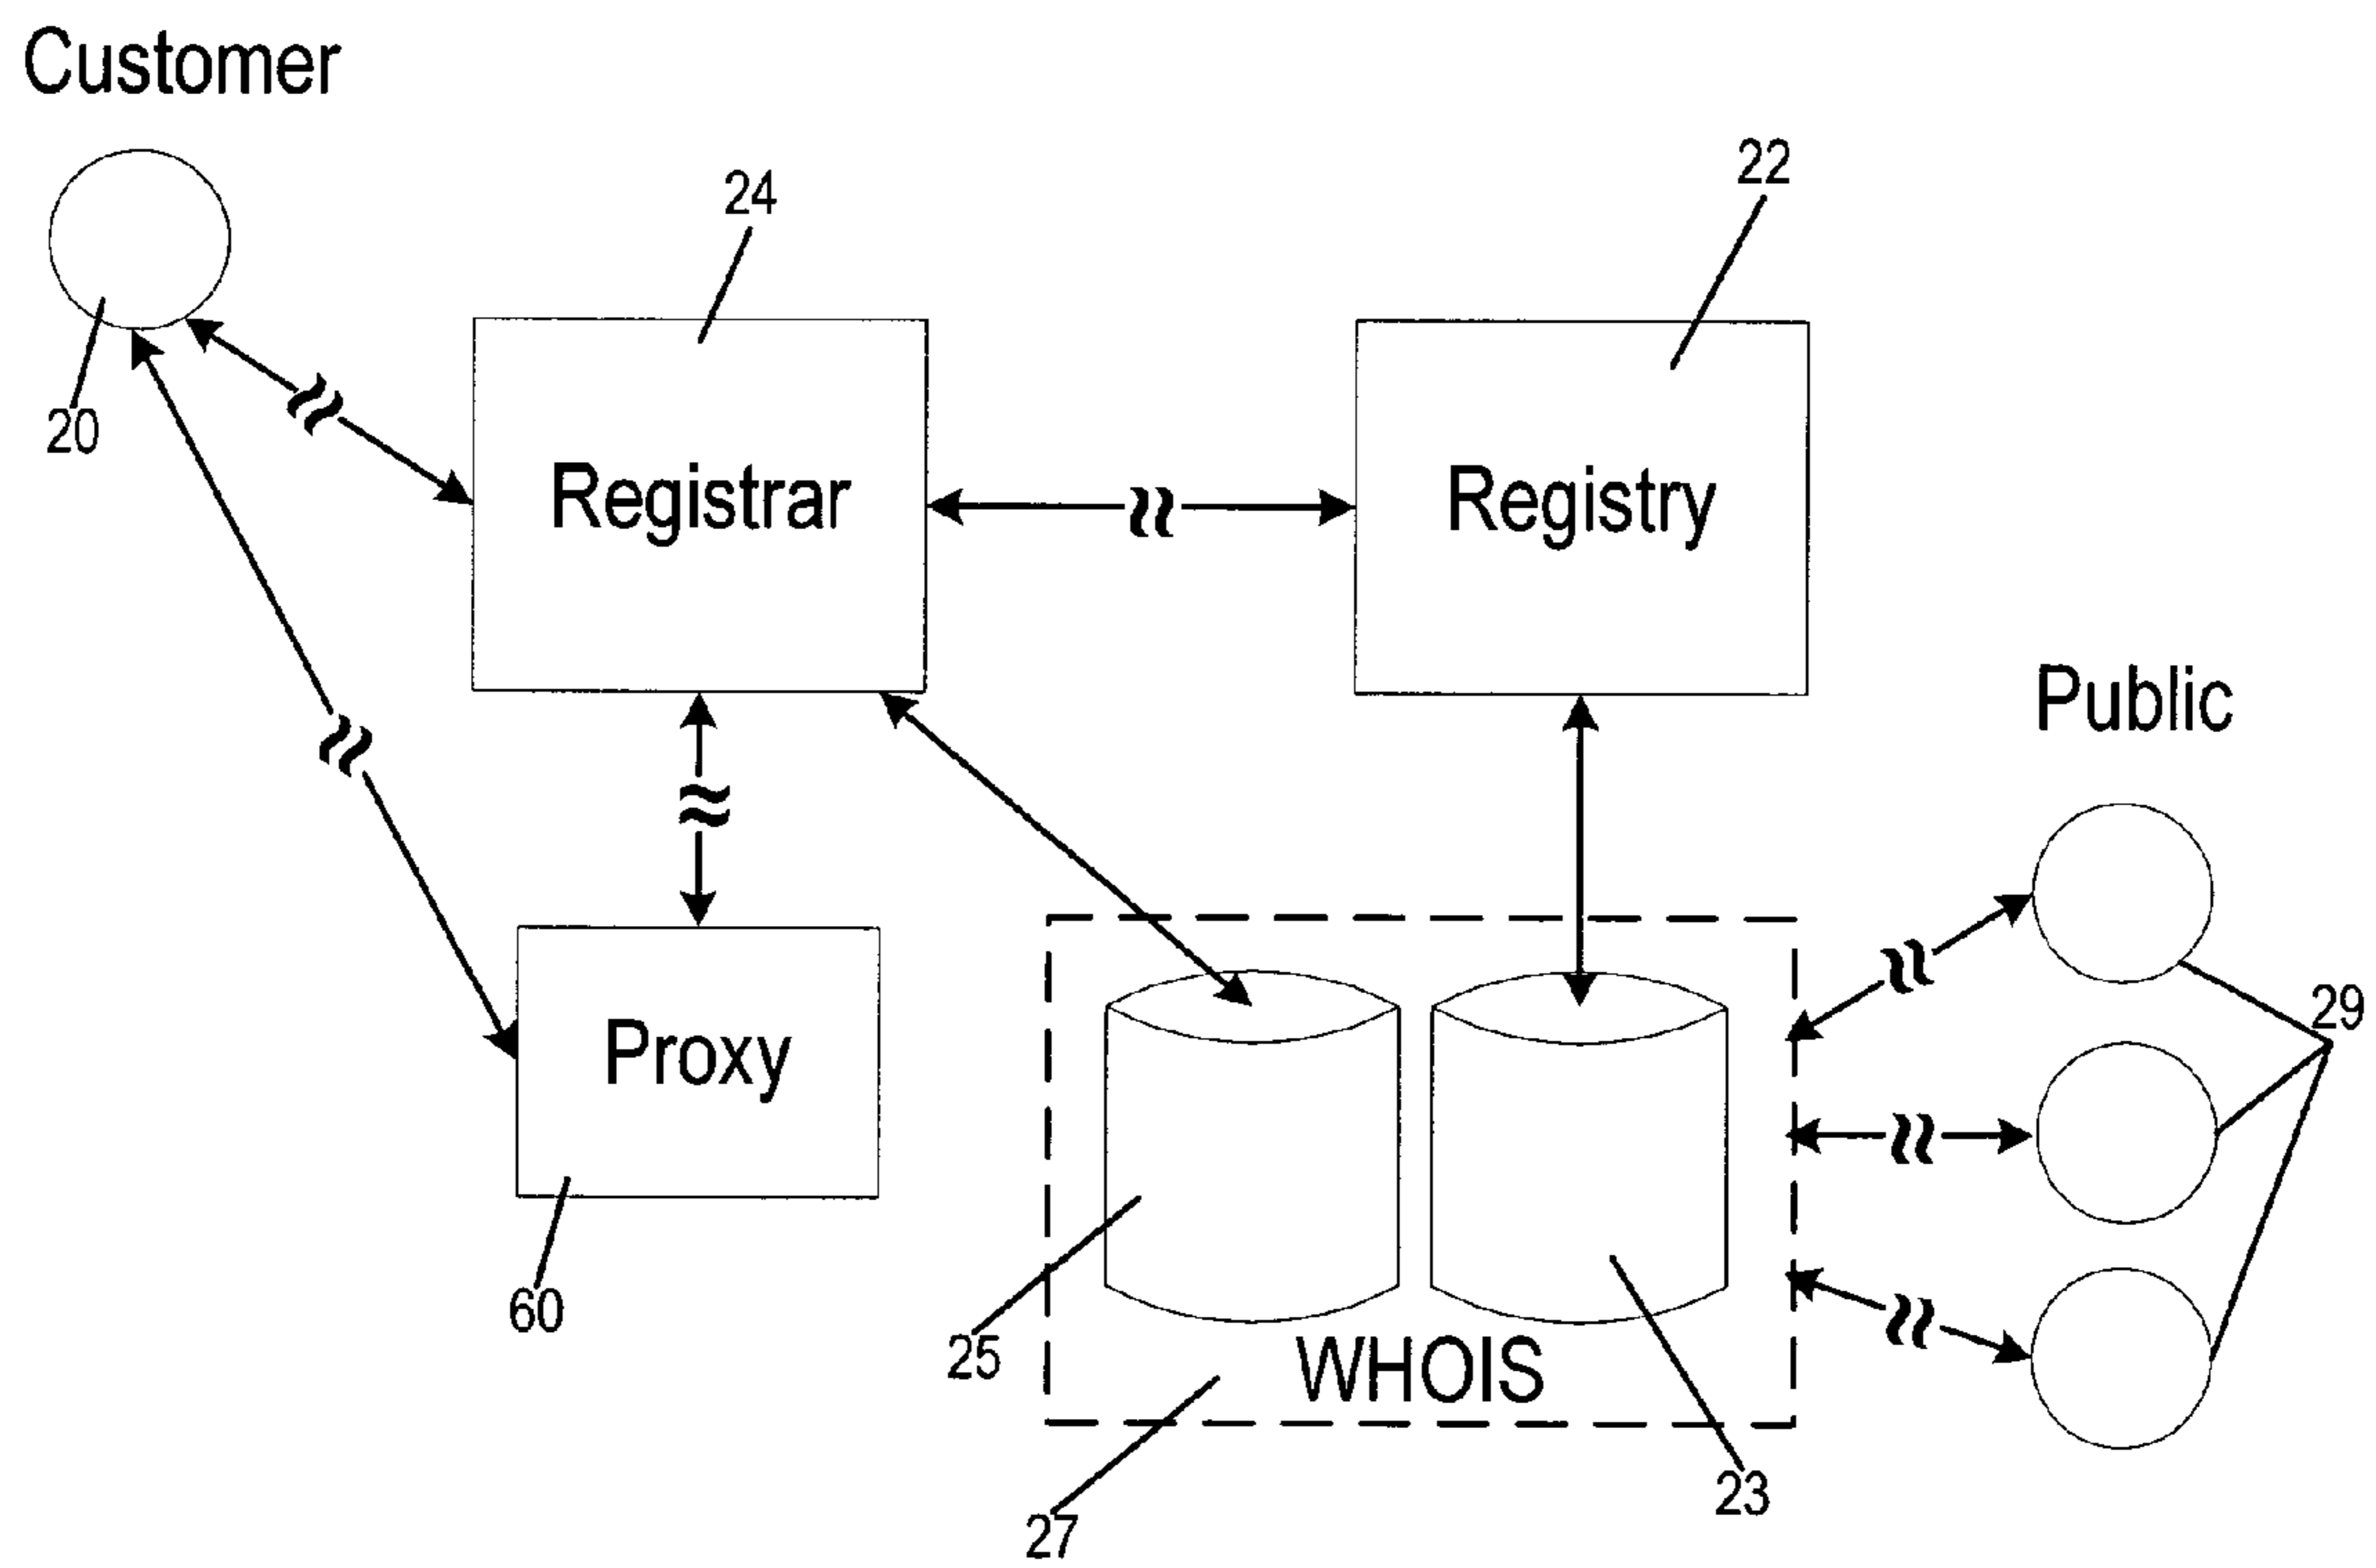 Customer
24
22
20
Registrar
Registry
Public
29
Proxy
60
25
WHOIS
23
27